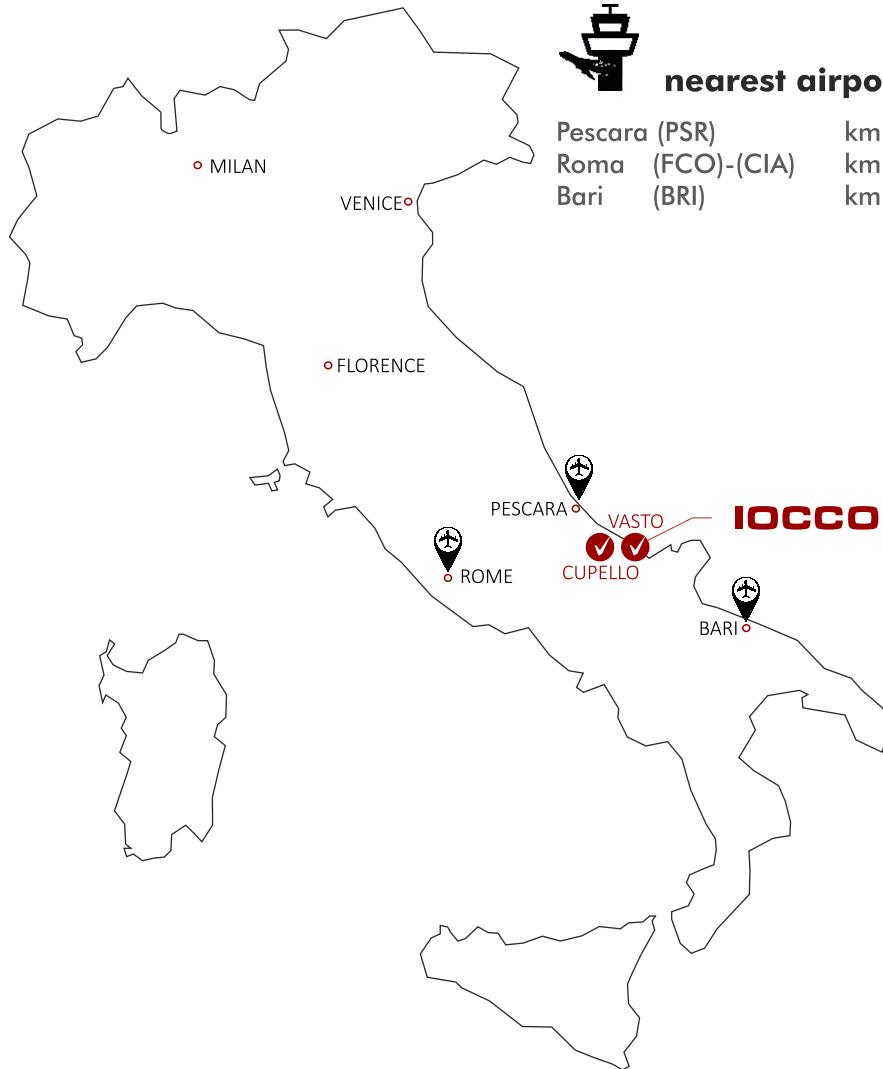 nearest airpo
Pescara (PSR) km
Roma (FCO)-(CIA) km
Bari (BRI) km
MILAN
VENICE
FLORENCE
PESCARA
VASTO
IOCCO
CUPELLO
ROME
BARI